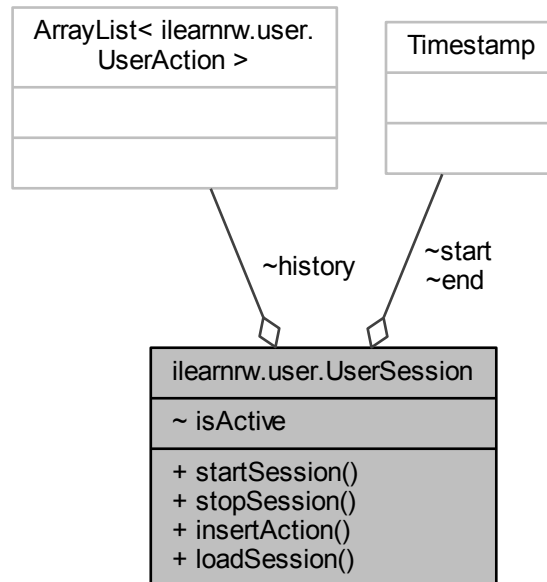 ArrayList< ilearnrw.user.
UserAction >
Timestamp
~history
~start
~end
ilearnrw.user.UserSession
~ isActive
+ startSession()
+ stopSession()
+ insertAction()
+ loadSession()